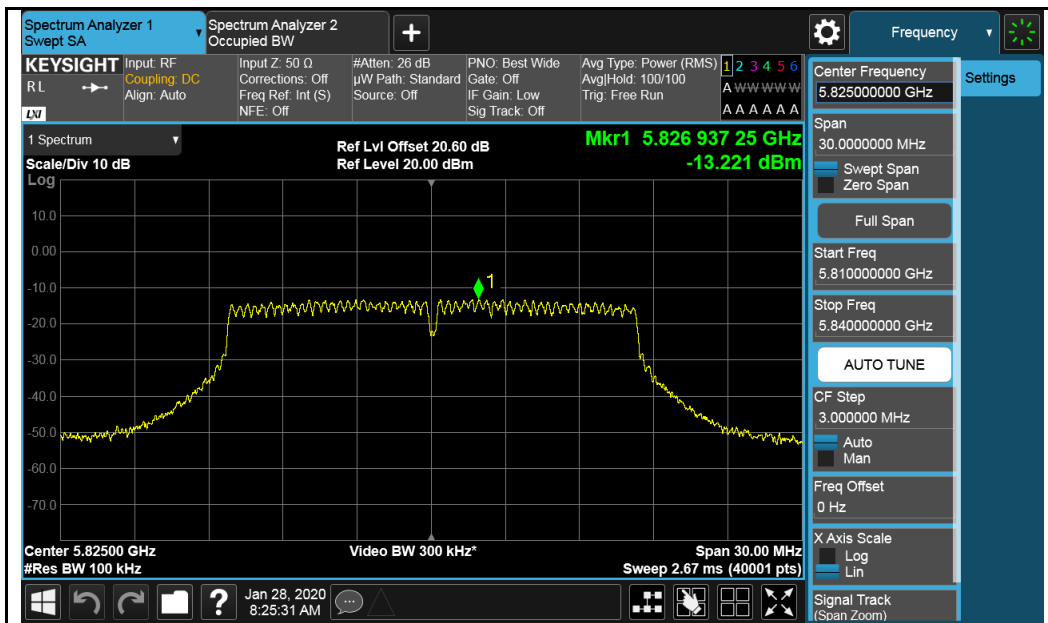 Spectrum Analyzer 1
Swept SA
Spectrum Analyzer 2
Occupied BW
Frequency
KEYSIGHT
RL
LXI
Input: RF
Coupling: DC
Align: Auto
Input Z: 50 Ω
Corrections: Off
Freq Ref: Int (S)
NFE: Off
#Atten: 26 dB
µW Path: Standard
Source: Off
PNO: Best Wide
Gate: Off
IF Gain: Low
Sig Track: Off
Avg Type: Power (RMS)
Avg|Hold: 100/100
Trig: Free Run
1 2 3 4 5 6
A W W W W W
A A A A A A
1 Spectrum
Scale/Div 10 dB
Log
Ref Lvl Offset 20.60 dB
Ref Level 20.00 dBm
Mkr1 5.826 937 25 GHz
-13.221 dBm
10.0
0.00
-10.0
-20.0
-30.0
-40.0
-50.0
-60.0
-70.0
1
Center 5.82500 GHz
#Res BW 100 kHz
Video BW 300 kHz*
Span 30.00 MHz
Sweep 2.67 ms (40001 pts)
Jan 28, 2020
8:25:31 AM
Center Frequency
5.825000000 GHz
Settings
Span
30.0000000 MHz
Swept Span
Zero Span
Full Span
Start Freq
5.810000000 GHz
Stop Freq
5.840000000 GHz
AUTO TUNE
CF Step
3.000000 MHz
Auto
Man
Freq Offset
0 Hz
X Axis Scale
Log
Lin
Signal Track
(Span Zoom)